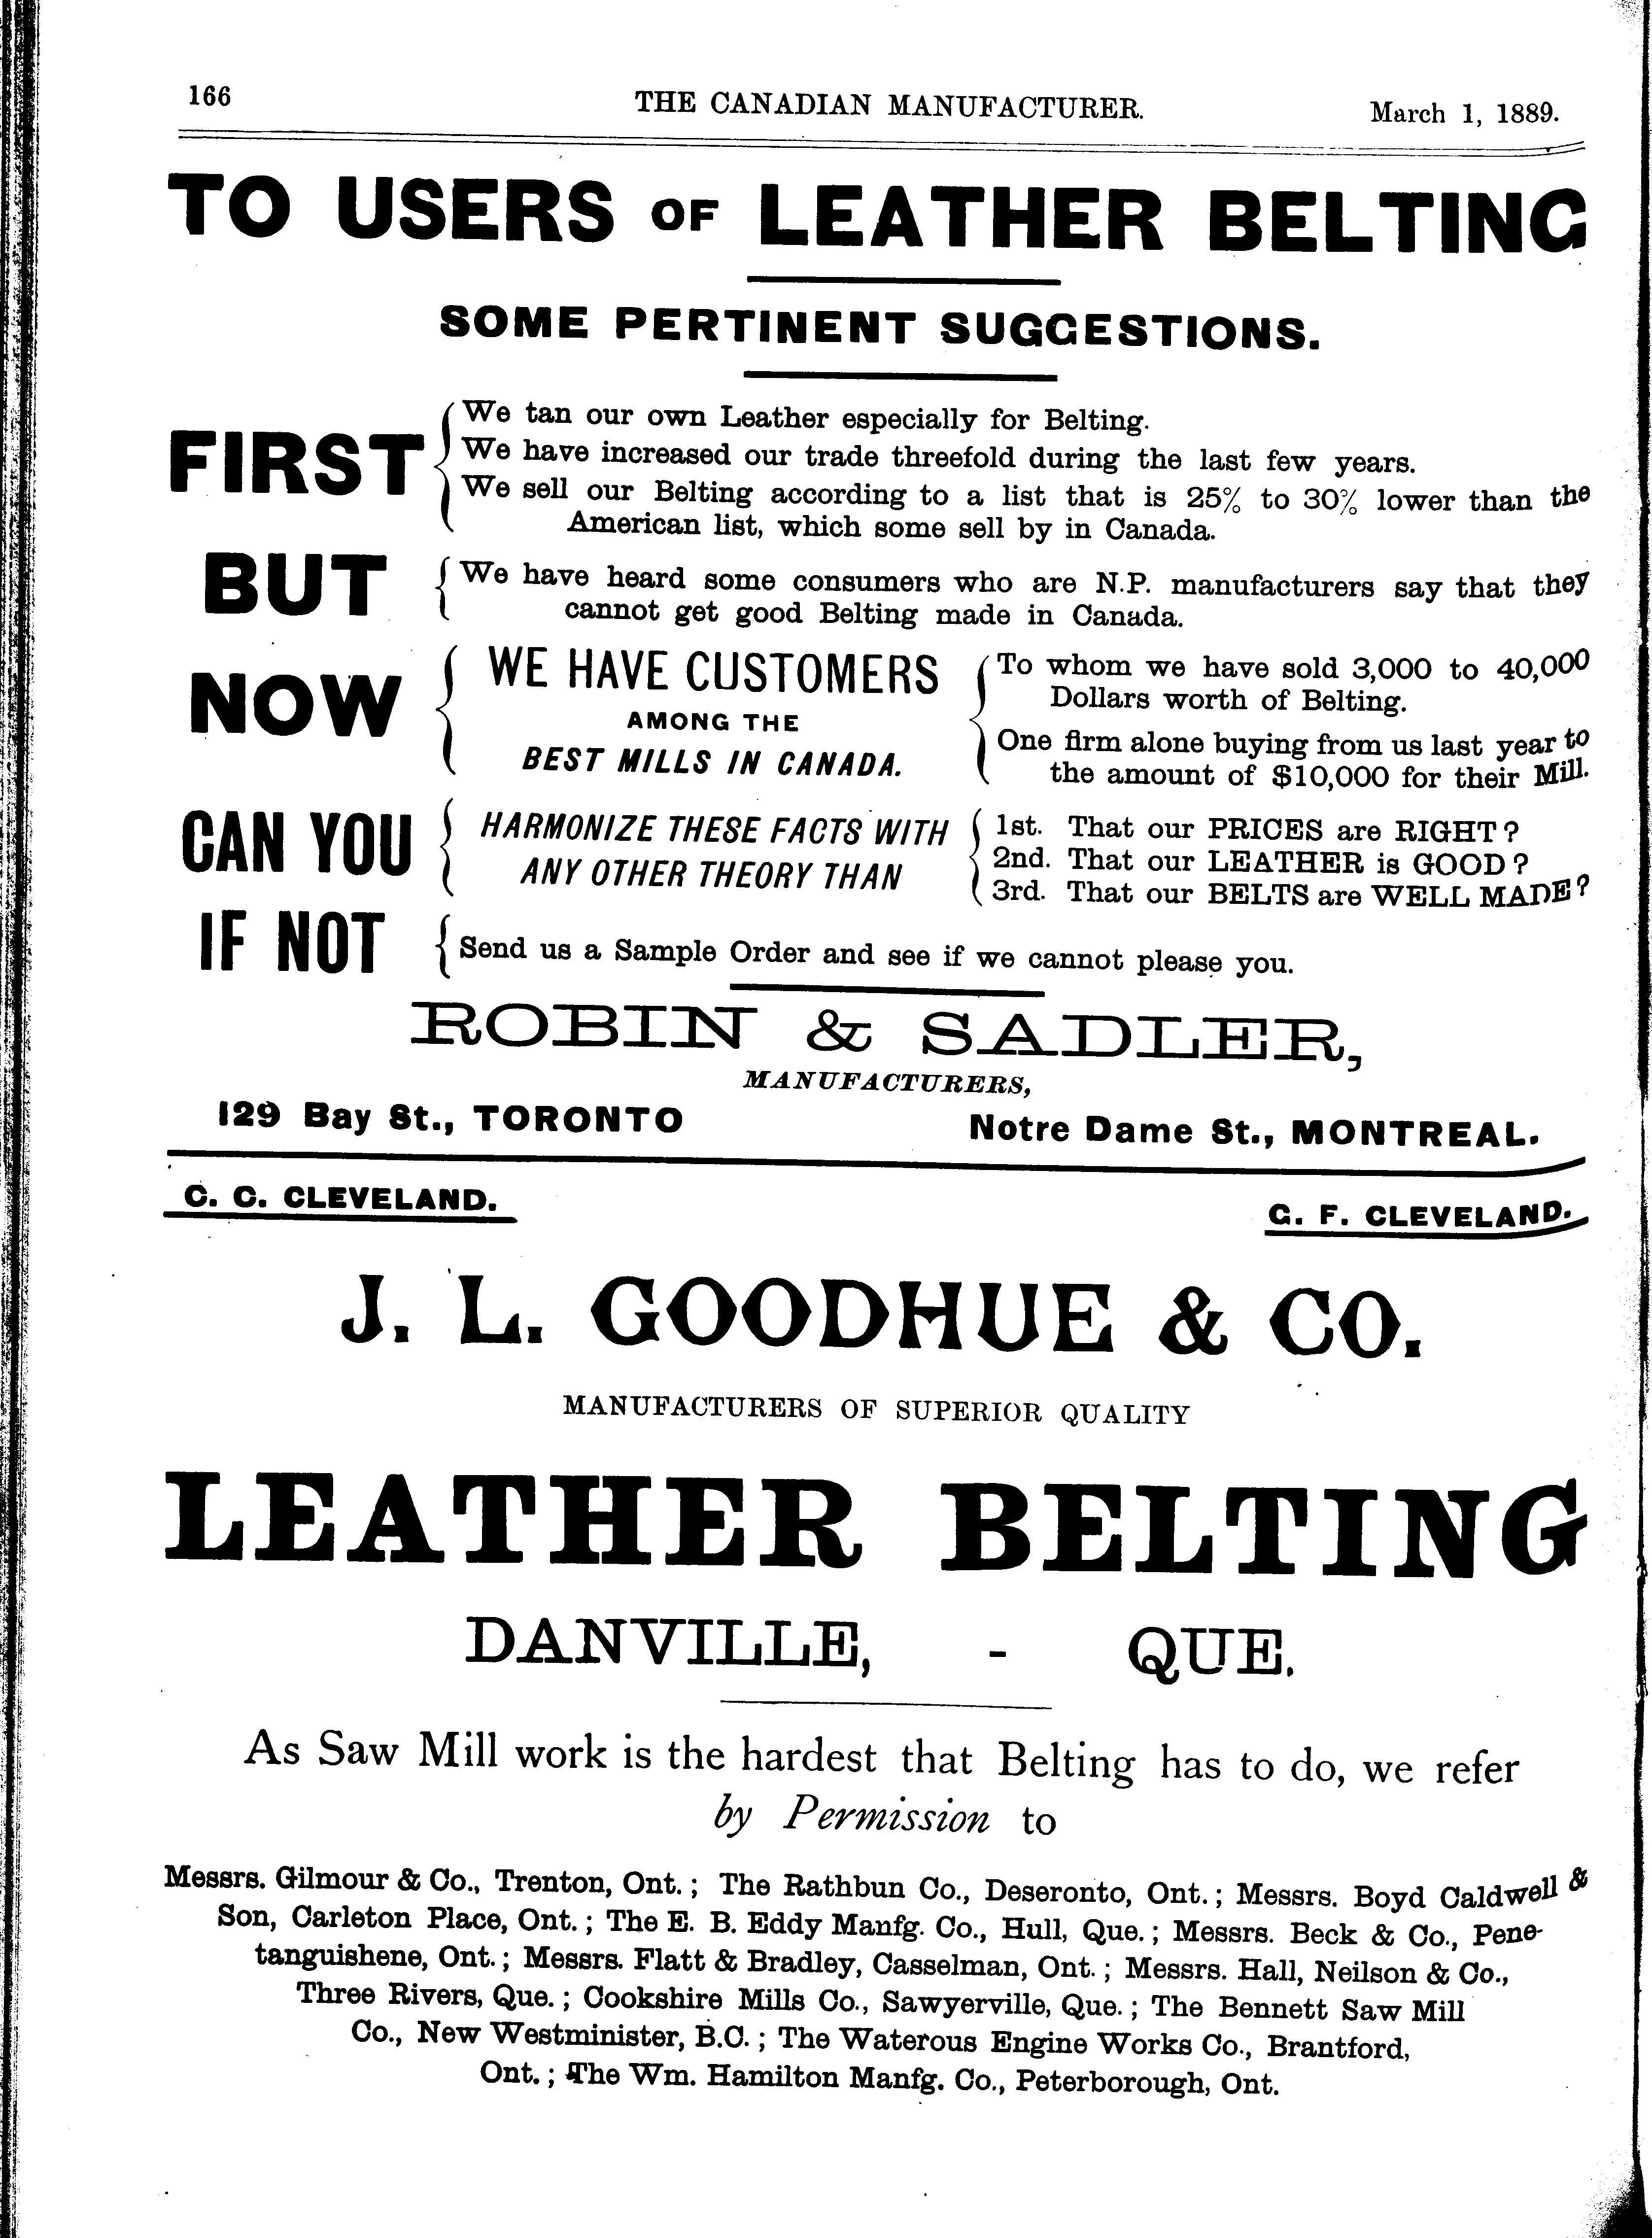 166 THE CANADIAN MANUFACTURER. March 1, 1889.
TO USERS OF LEATHER BELTING
SOME PERTINENT SUGGESTIONS.
FIRST
We tan our own Leather especially for Belting.
We have increased our trade threefold during the last few years.
We sell our Belting according to a list that is 25% to 30% lower than the
American list, which some sell by in Canada.
BUT
We have heard some consumers who are N.P. manufacturers say that they
cannot get good Belting made in Canada.
NOW
WE HAVE CUSTOMERS
AMONG THE
BEST MILLS IN CANADA.
To whom we have sold 3,000 to 40,000
Dollars worth of Belting.
One firm alone buying from us last year to
the amount of $10,000 for their Mill.
CAN YOU
HARMONIZE THESE FACTS WITH
ANY OTHER THEORY THAN
1st. That our PRICES are RIGHT?
2nd. That our LEATHER is GOOD?
3rd. That our BELTS are WELL MADE?
IF NOT
Send us a Sample Order and see if we cannot please you.
ROBIN & SADLER,
MANUFACTURERS,
129 Bay St., TORONTO Notre Dame St., MONTREAL.
C. C. CLEVELAND. G. F. CLEVELAND.
J. L. GOODHUE & CO.
MANUFACTURERS OF SUPERIOR QUALITY
LEATHER BELTING
DANVILLE, - QUE.
As Saw Mill work is the hardest that Belting has to do, we refer
by Permission to
Messrs. Gilmour & Co., Trenton, Ont.; The Rathbun Co., Deseronto, Ont.; Messrs. Boyd Caldwell &
Son, Carleton Place, Ont.; The E. B. Eddy Manfg. Co., Hull, Que.; Messrs. Beck & Co., Pene-
tanguishene, Ont.; Messrs. Flatt & Bradley, Casselman, Ont.; Messrs. Hall, Neilson & Co.,
Three Rivers, Que.; Cookshire Mills Co., Sawyerville, Que.; The Bennett Saw Mill
Co., New Westminister, B.C.; The Waterous Engine Works Co., Brantford,
Ont.; The Wm. Hamilton Manfg. Co., Peterborough, Ont.